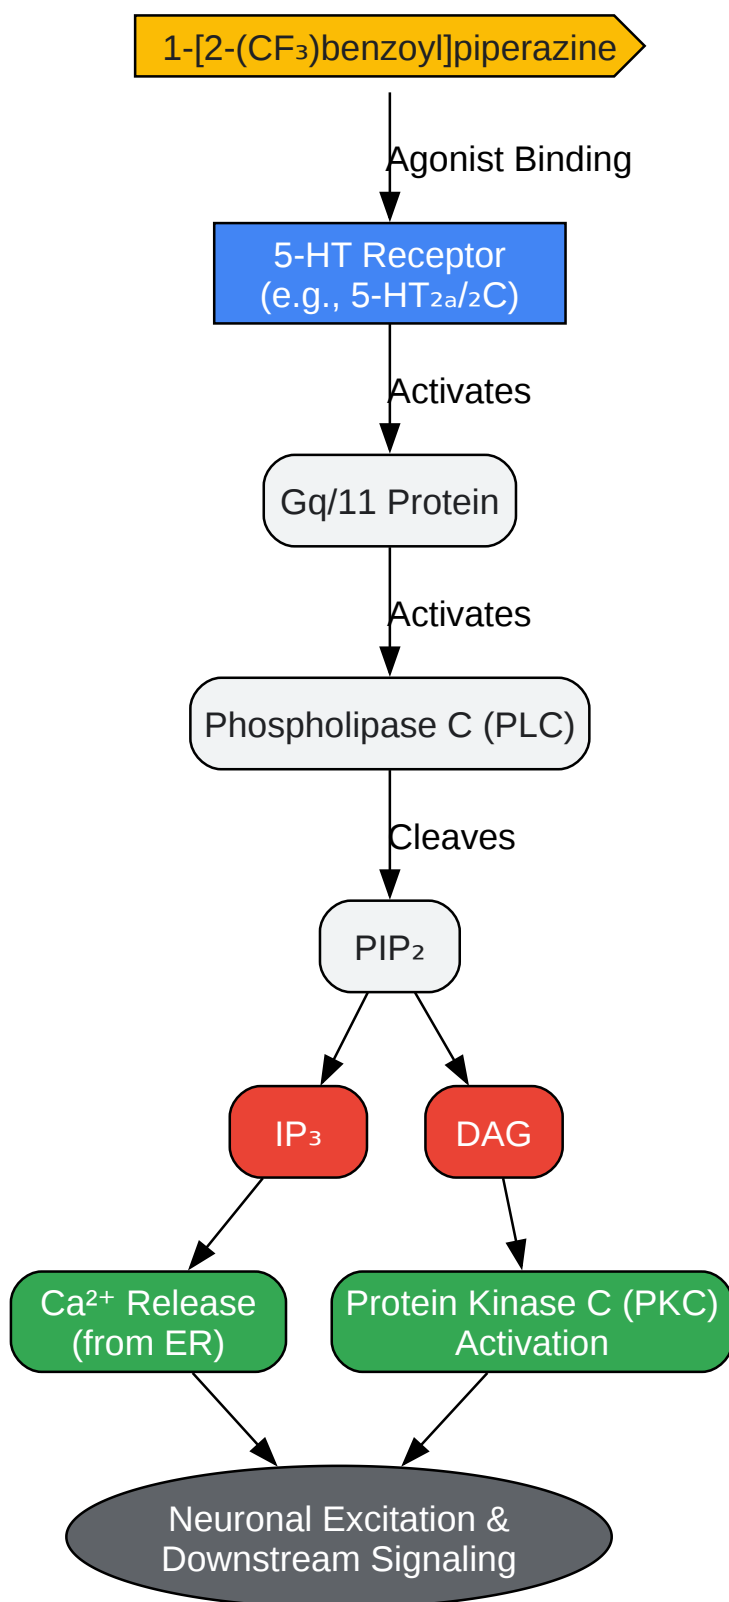 1-[2-(CF₃)benzoyl]piperazine
Agonist Binding
5-HT Receptor
(e.g., 5-HT₂ₐ/₂C)
Activates
Gq/11 Protein
Activates
Phospholipase C (PLC)
Cleaves
PIP₂
IP₃
DAG
Ca²⁺ Release
(from ER)
Protein Kinase C (PKC)
Activation
Neuronal Excitation &
Downstream Signaling